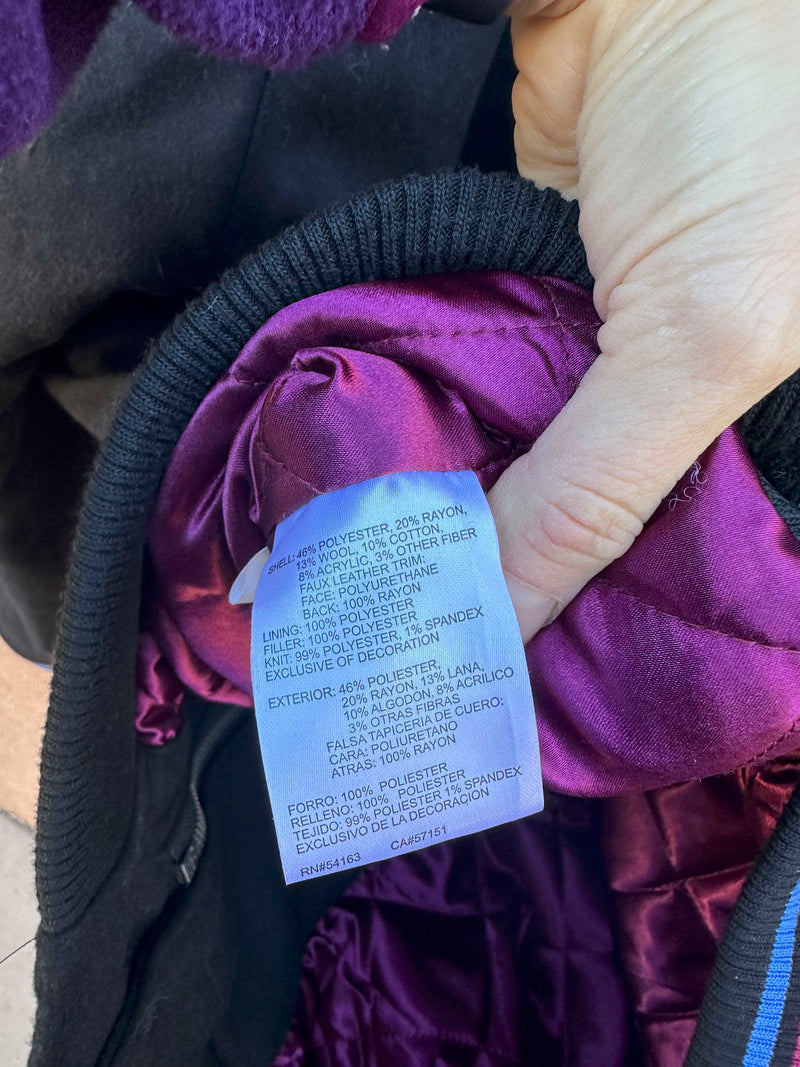 SHELL: 46% POLYESTER, 20% RAYON,
13% WOOL, 10% COTTON,
8% ACRYLIC, 3% OTHER FIBER
FAUX LEATHER TRIM:
FACE: POLYURETHANE
BACK: 100% RAYON
LINING: 100% POLYESTER
FILLER: 100% POLYESTER
KNIT: 99% POLYESTER, 1% SPANDEX
EXCLUSIVE OF DECORATION
EXTERIOR: 46% POLIESTER,
20% RAYON, 13% LANA,
10% ALGODON, 8% ACRÍLICO
3% OTRAS FIBRAS
FALSA TAPICERIA DE CUERO:
CARA: POLIURETANO
ATRAS: 100% RAYON
FORRO: 100% POLIESTER
RELLENO: 100% POLIESTER
TEJIDO: 99% POLIESTER 1% SPANDEX
EXCLUSIVO DE LA DECORACIÓN
RN#54163 CA#57151